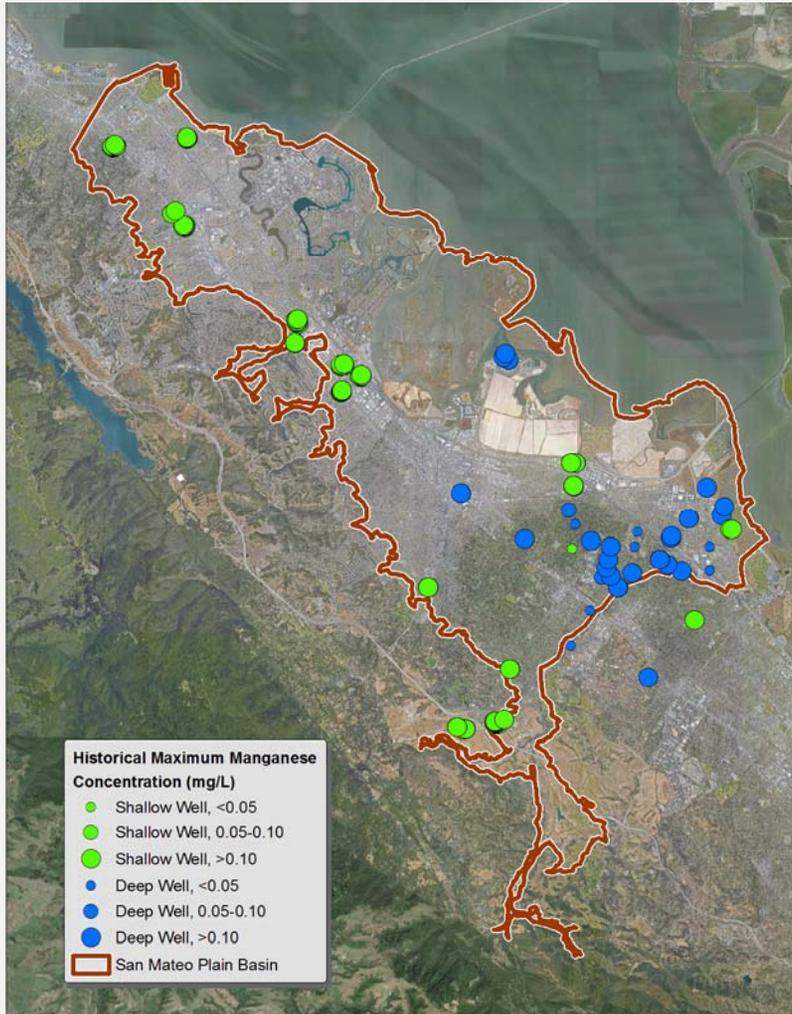 Historical Maximum Manganese
Concentration (mg/L)
Shallow Well, <0.05
Shallow Well, 0.05-0.10
Shallow Well, >0.10
Deep Well, <0.05
Deep Well, 0.05-0.10
Deep Well, >0.10
San Mateo Plain Basin